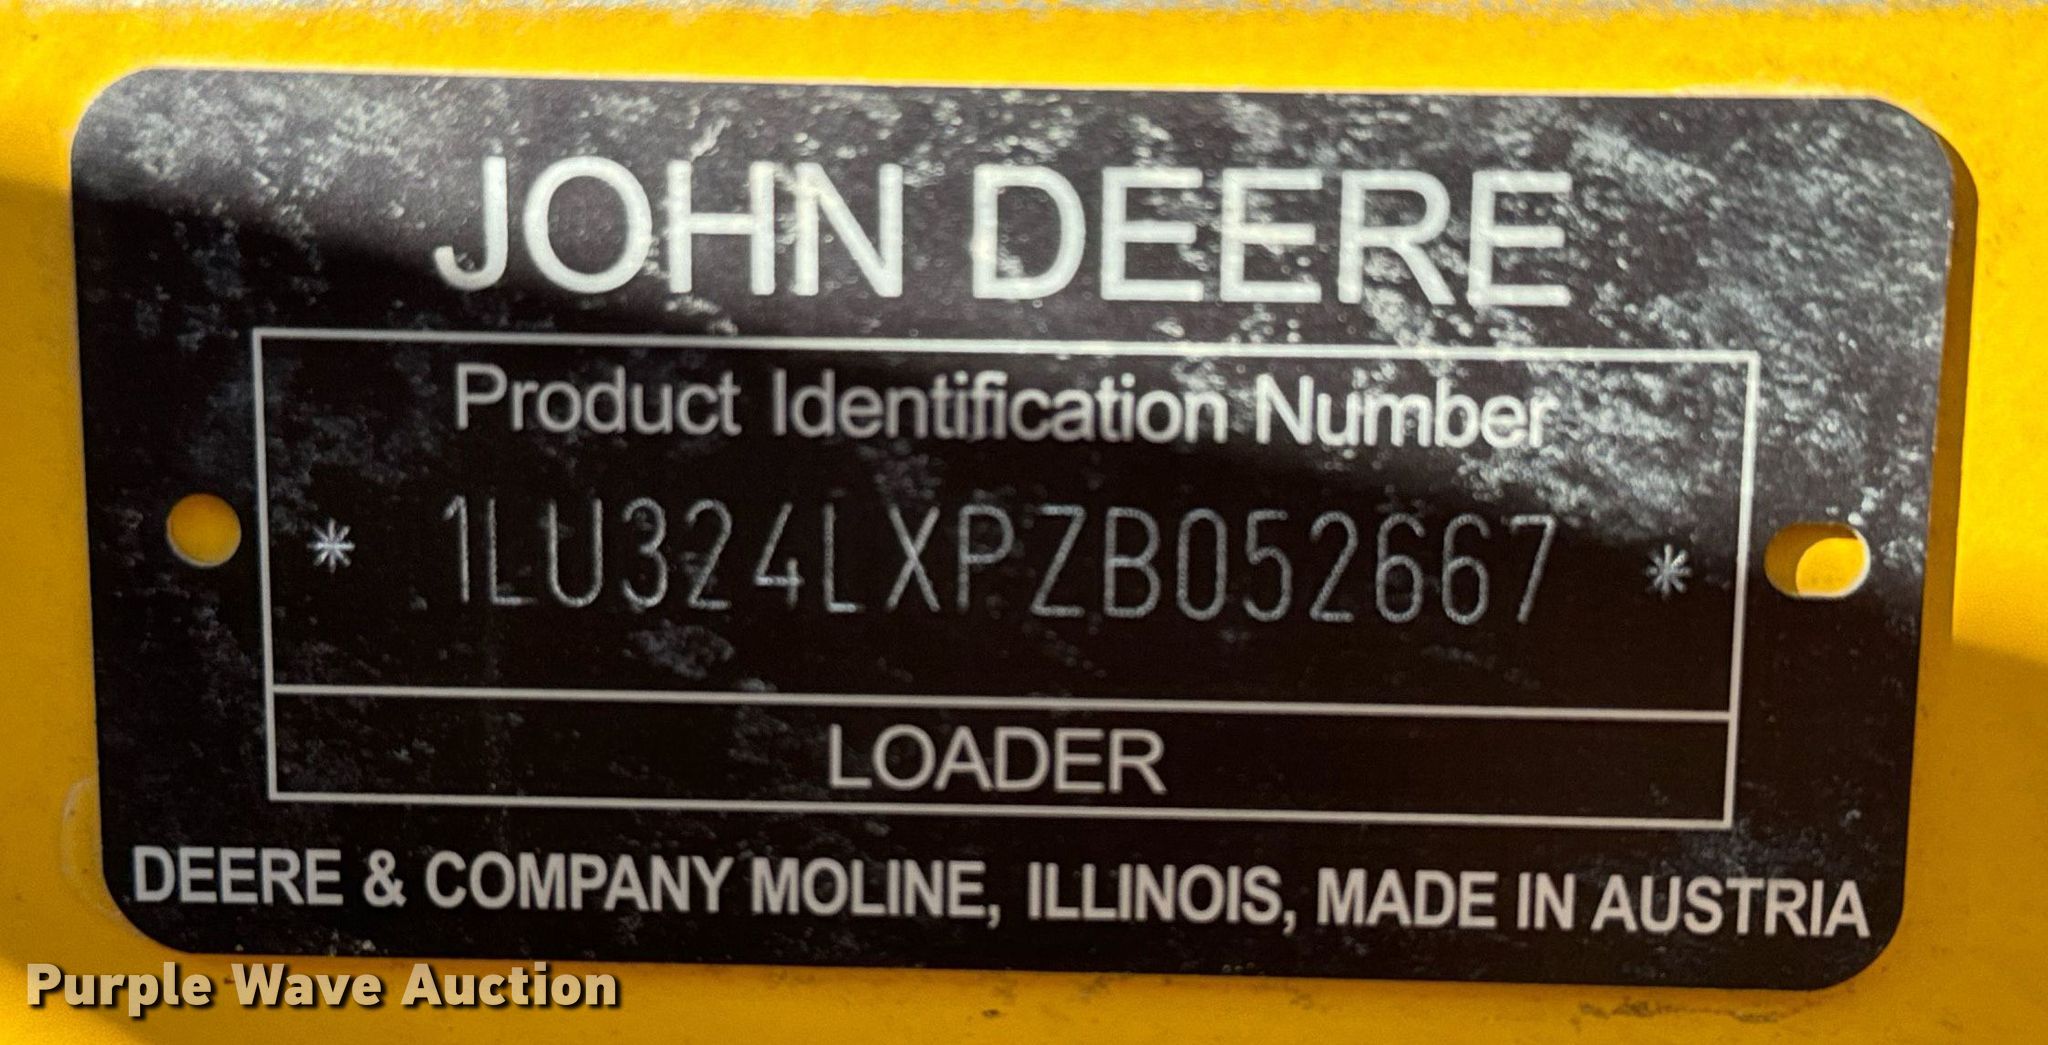 JOHN DEERE
Product Identification Number
* 1LU324LXPZB052667 *
LOADER
DEERE & COMPANY MOLINE, ILLINOIS, MADE IN AUSTRIA
Purple Wave Auction